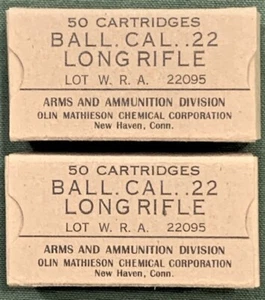 50 CARTRIDGES
BALL. CAL. .22
LONG RIFLE
LOT W. R. A. 22095
ARMS AND AMMUNITION DIVISION
OLIN MATHIESON CHEMICAL CORPORATION
New Haven, Conn.
50 CARTRIDGES
BALL. CAL. .22
LONG RIFLE
LOT W. R. A. 22095
ARMS AND AMMUNITION DIVISION
OLIN MATHIESON CHEMICAL CORPORATION
New Haven, Conn.